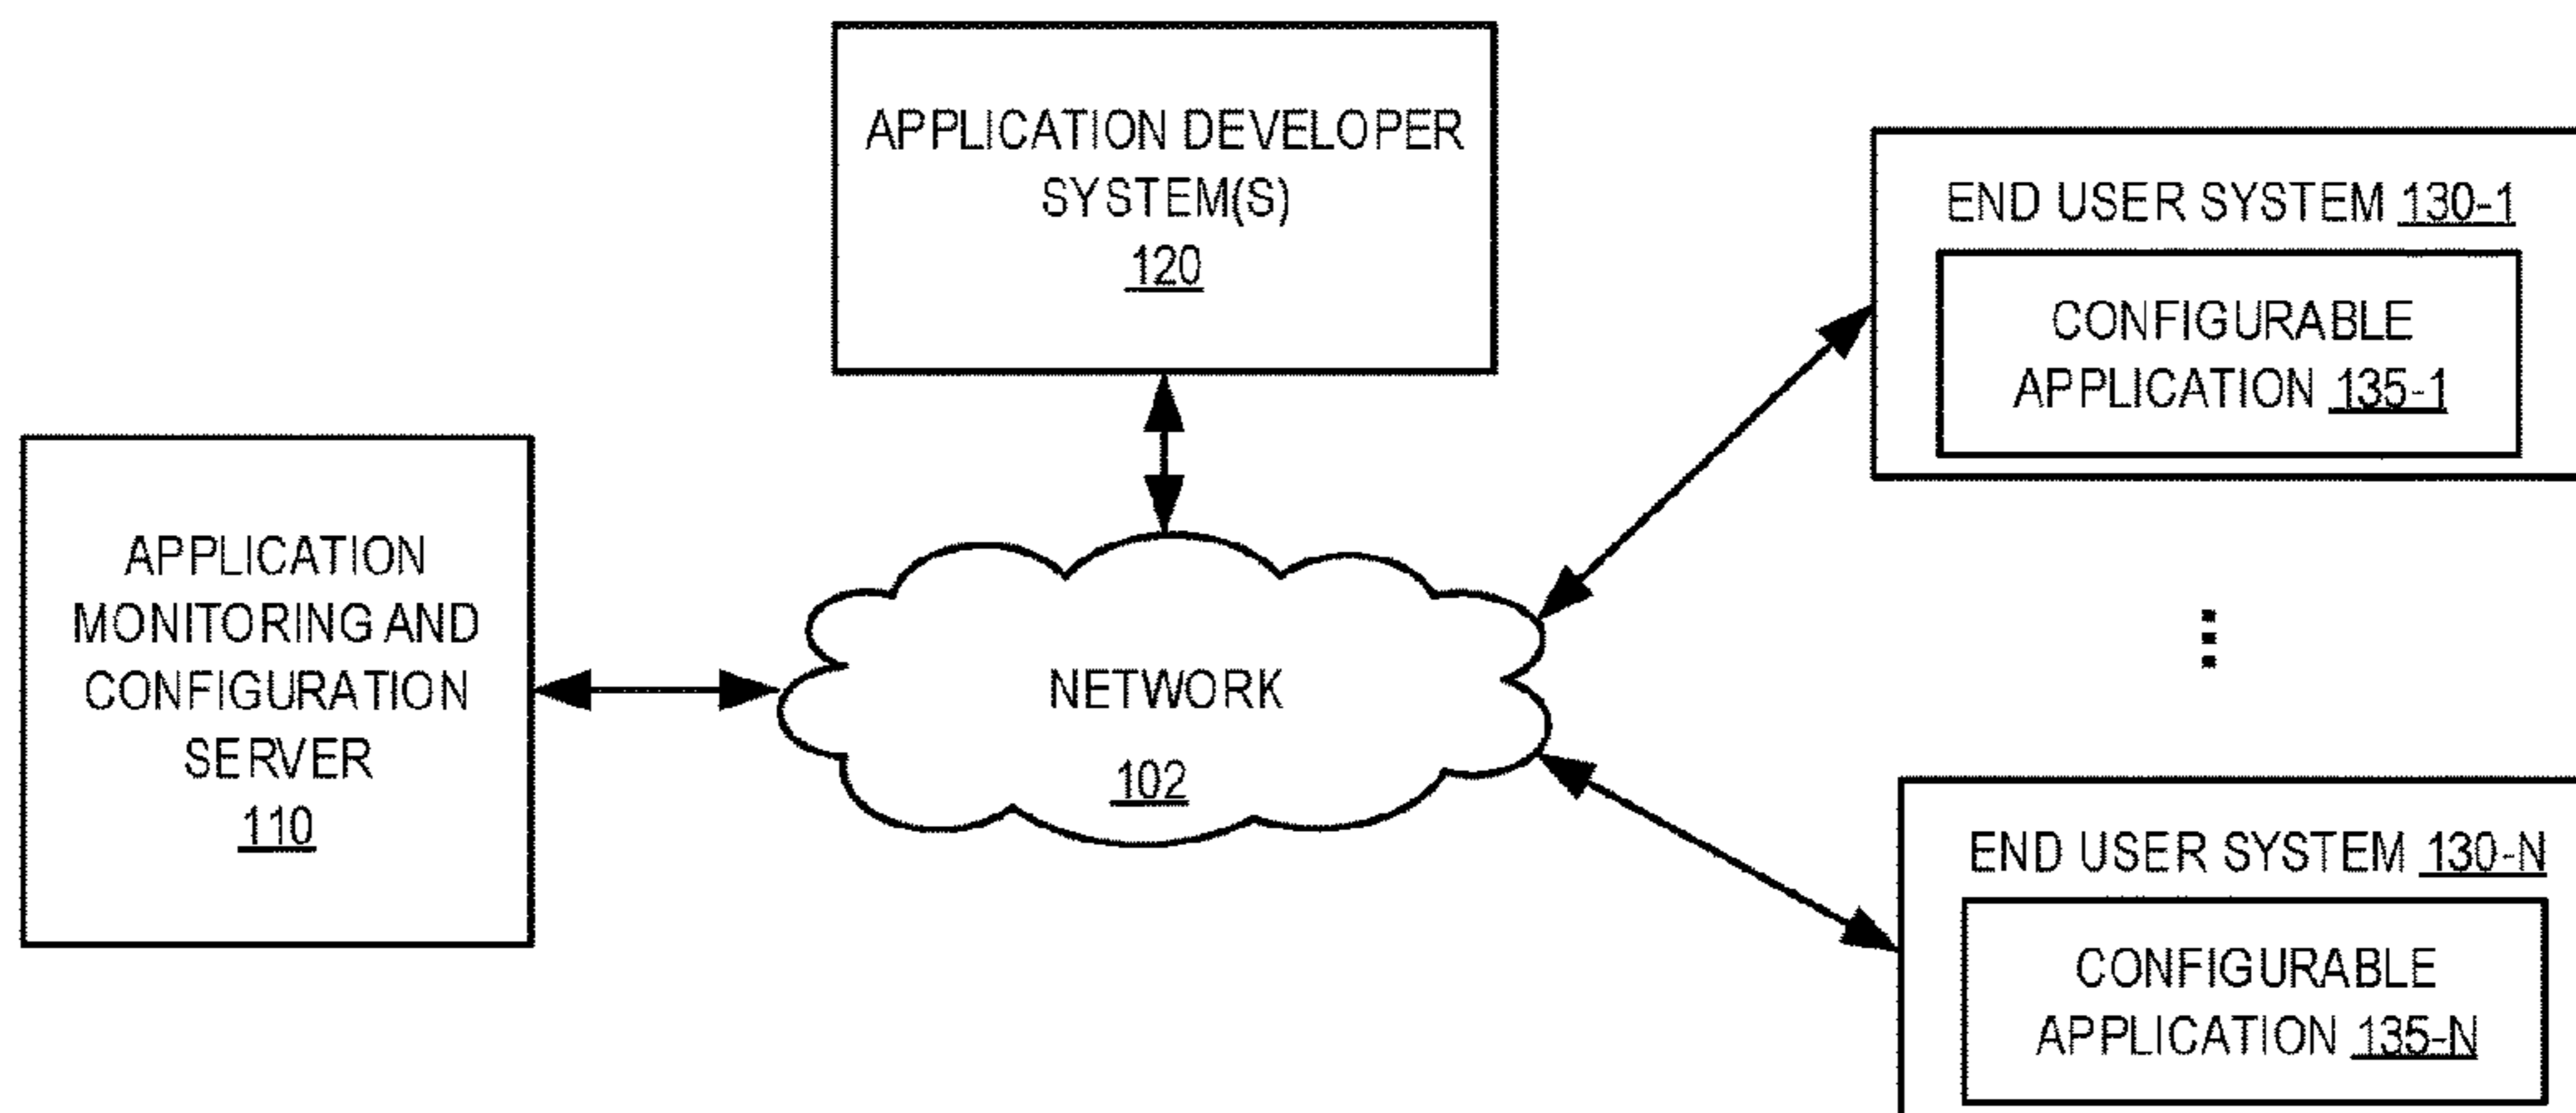 APPLICATION DEVELOPER
SYSTEM(S)
120
END USER SYSTEM 130-1
CONFIGURABLE
APPLICATION 135-1
APPLICATION
MONITORING AND
CONFIGURATION
SERVER
110
NETWORK
102
END USER SYSTEM 130-N
CONFIGURABLE
APPLICATION 135-N